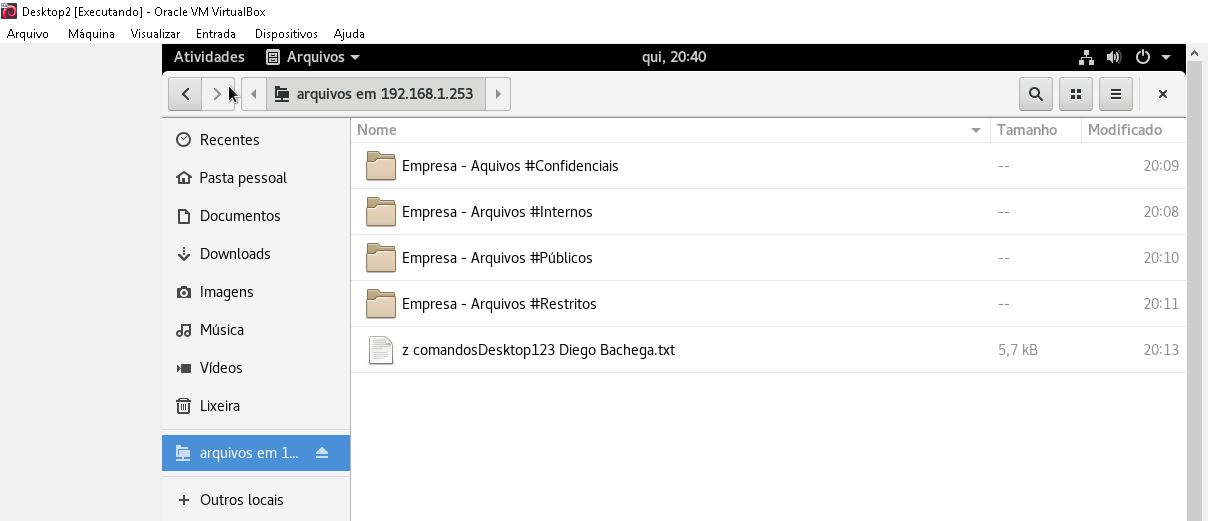 Desktop2 [Executando] - Oracle VM VirtualBox
Arquivo Máquina Visualizar Entrada Dispositivos Ajuda
Atividades Arquivos qui, 20:40
arquivos em 192.168.1.253
Recentes
Pasta pessoal
Documentos
Downloads
Imagens
Música
Vídeos
Lixeira
arquivos em 1...
+ Outros locais
Nome Tamanho Modificado
Empresa - Aquivos #Confidenciais -- 20:09
Empresa - Arquivos #Internos -- 20:08
Empresa - Arquivos #Públicos -- 20:10
Empresa - Arquivos #Restritos -- 20:11
z comandosDesktop123 Diego Bachega.txt 5,7 kB 20:13